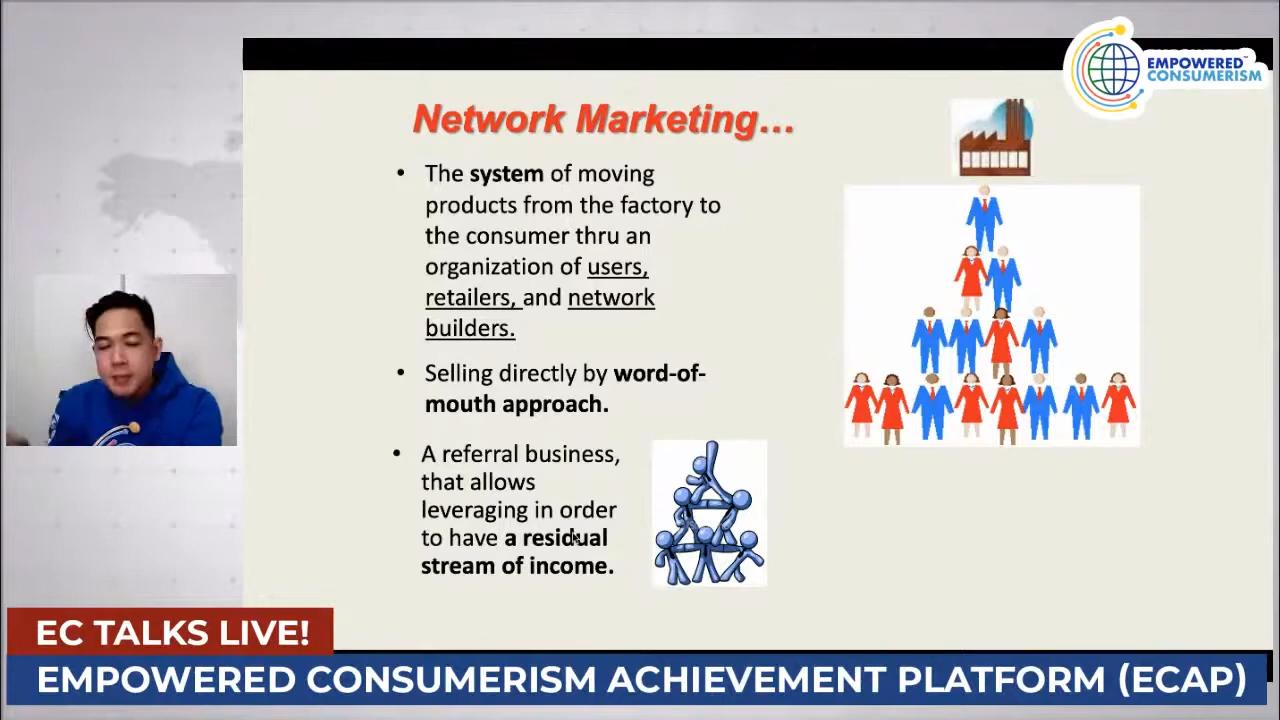 EMPOWERED™
CONSUMERISM
Network Marketing...
• The system of moving
products from the factory to
the consumer thru an
organization of users,
retailers, and network
builders.
• Selling directly by word-of-
mouth approach.
• A referral business,
that allows
leveraging in order
to have a residual
stream of income.
EC TALKS LIVE!
EMPOWERED CONSUMERISM ACHIEVEMENT PLATFORM (ECAP)